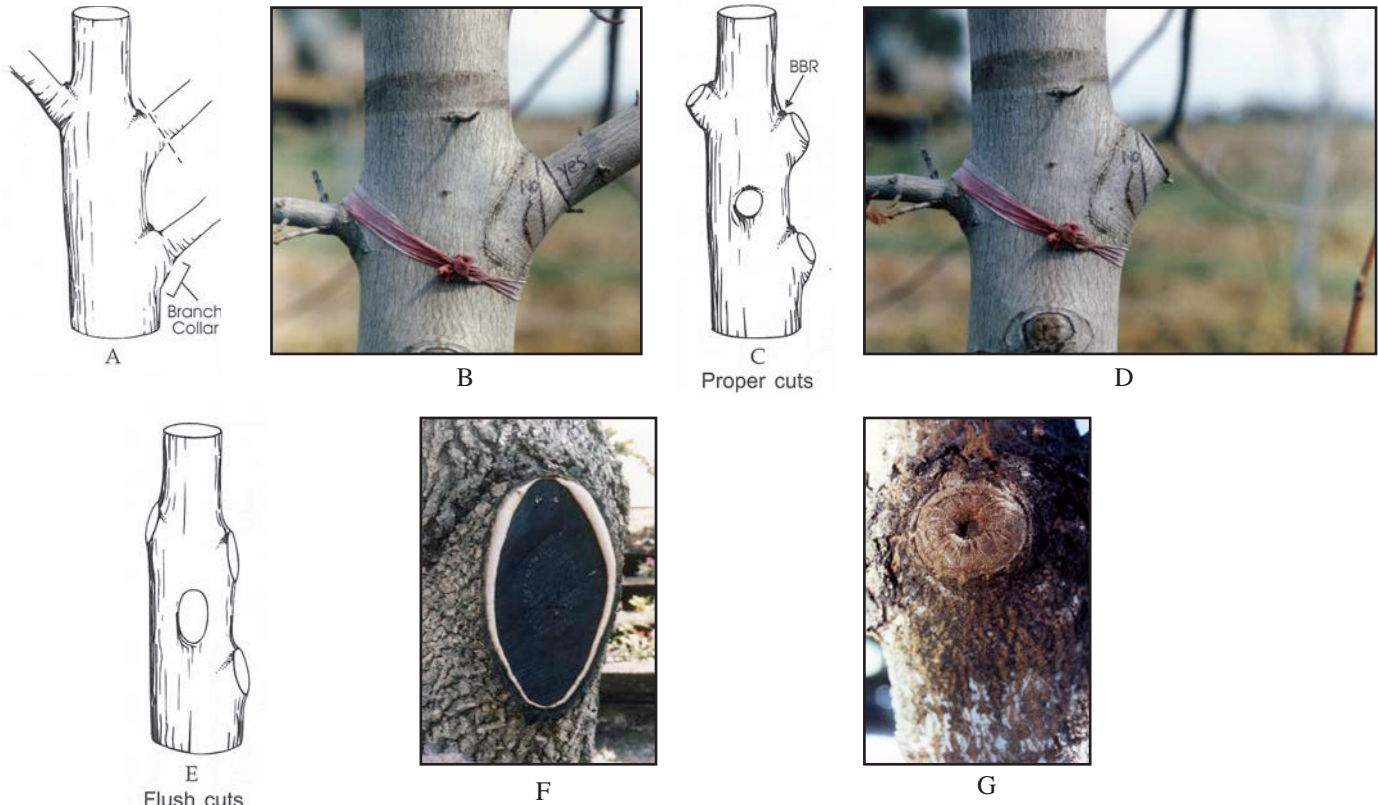 BBR
No
yes
No
Branch
Collar
A
B
C
Proper cuts
D
E
Flush cuts
F
G